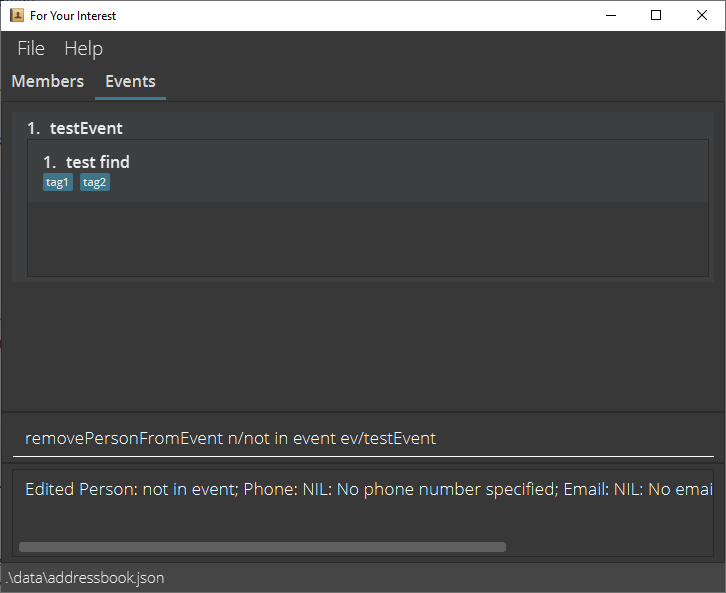 For Your Interest
File Help
Members Events
1. testEvent
1. test find
tag1 tag2
removePersonFromEvent n/not in event ev/testEvent
Edited Person: not in event; Phone: NIL: No phone number specified; Email: NIL: No emai
.\data\addressbook.json